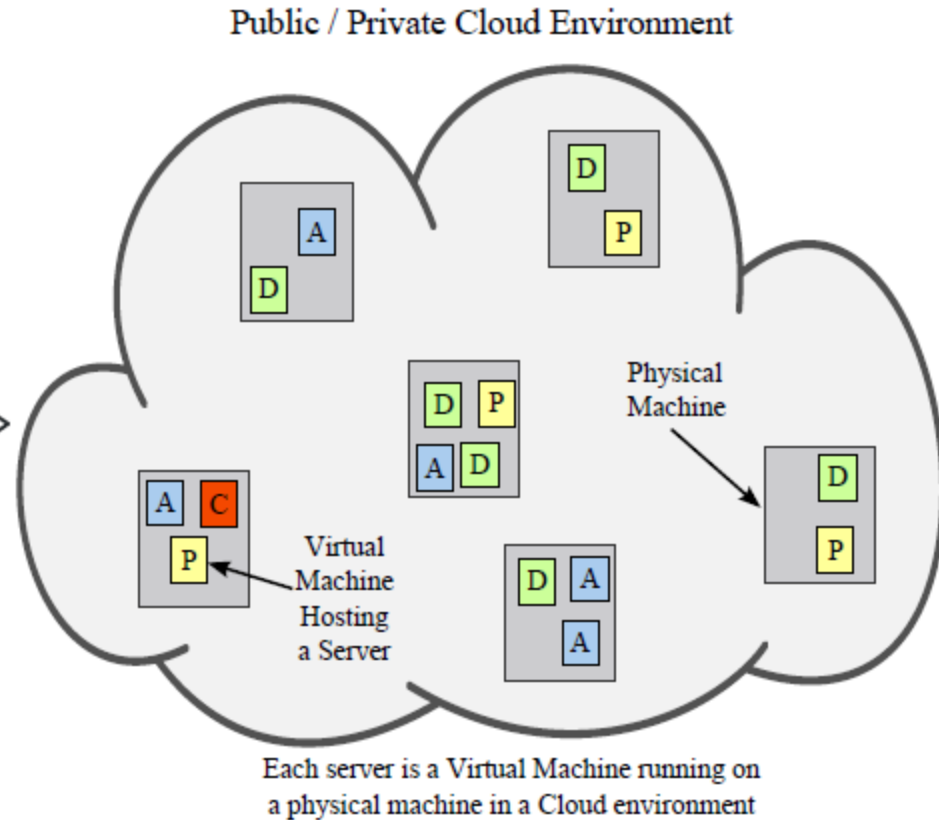 Public / Private Cloud Environment
D
P
A
D
D P
A D
Physical
Machine
D
P
A C
P
Virtual
Machine
Hosting
a Server
D A
A
Each server is a Virtual Machine running on
a physical machine in a Cloud environment